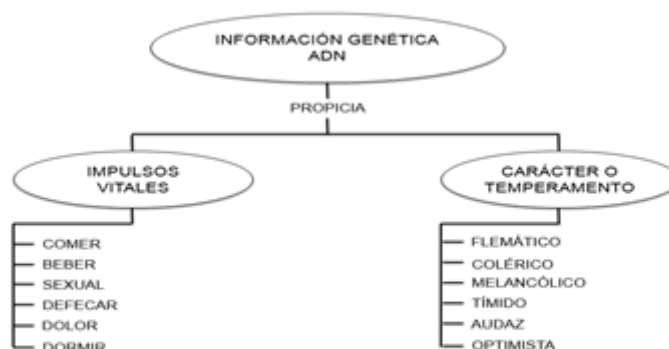 INFORMACIÓN GENÉTICA
ADN
PROPICIA
IMPULSOS
VITALES
COMER
BEBER
SEXUAL
DEFECAR
DOLOR
DORMIR
CARÁCTER O
TEMPERAMENTO
FLEMÁTICO
COLÉRICO
MELANCÓLICO
TÍMIDO
AUDAZ
OPTIMISTA